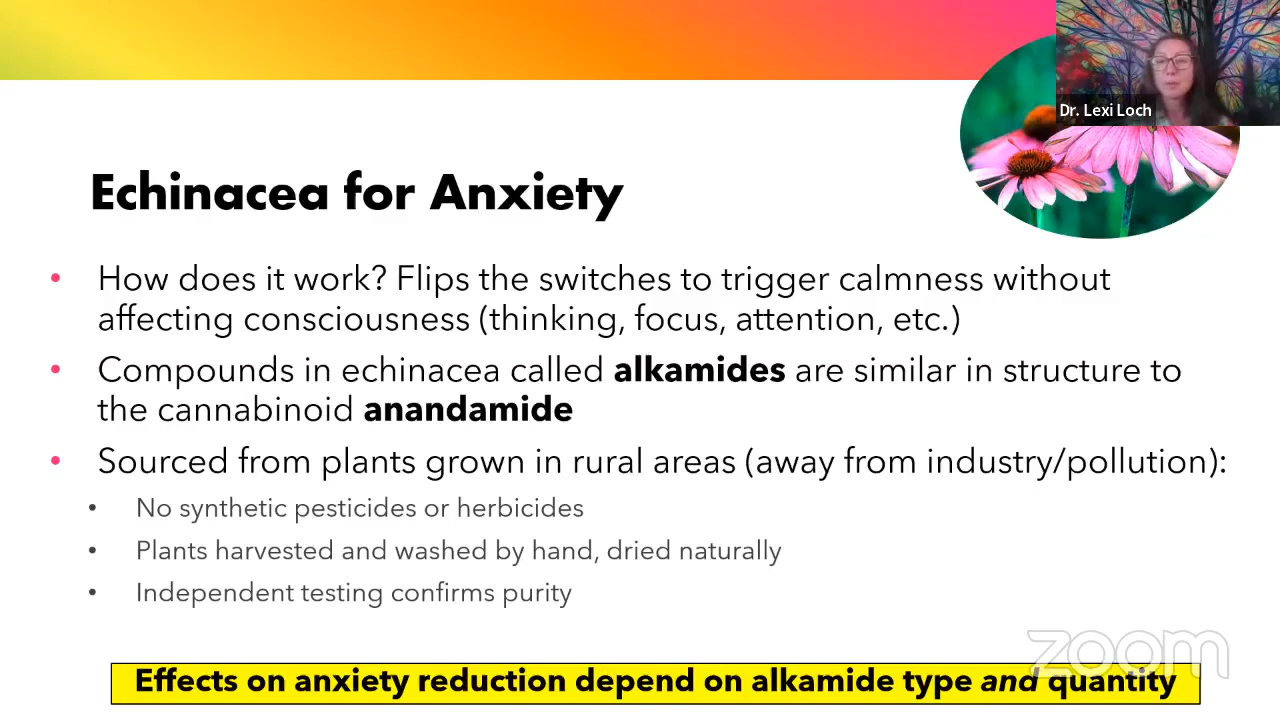 Dr. Lexi Loch
Echinacea for Anxiety
• How does it work? Flips the switches to trigger calmness without
affecting consciousness (thinking, focus, attention, etc.)
• Compounds in echinacea called alkamides are similar in structure to
the cannabinoid anandamide
• Sourced from plants grown in rural areas (away from industry/pollution):
• No synthetic pesticides or herbicides
• Plants harvested and washed by hand, dried naturally
• Independent testing confirms purity
zoom
Effects on anxiety reduction depend on alkamide type and quantity